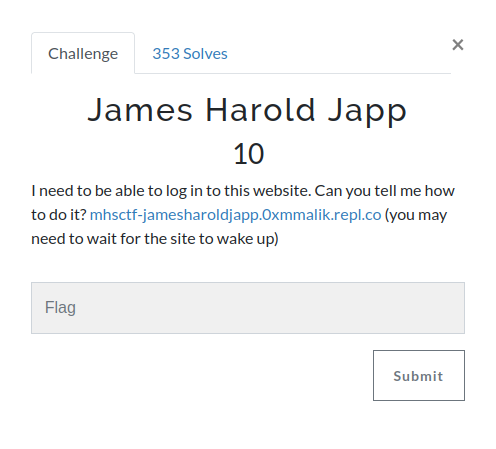 Challenge
353 Solves
×
James Harold Japp
10
I need to be able to log in to this website. Can you tell me how
to do it? mhsctf-jamesharoldjapp.0xmmalik.repl.co (you may
need to wait for the site to wake up)
Flag
Submit